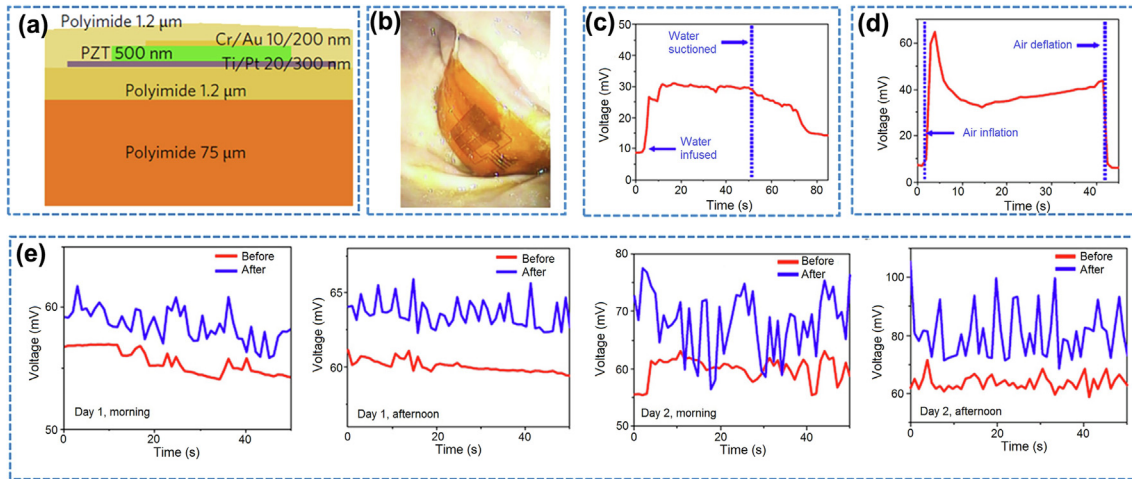 (a)
Polyimide 1.2 µm
Cr/Au 10/200 nm
PZT 500 nm
Ti/Pt 20/300 nm
Polyimide 1.2 µm
Polyimide 75 µm
(b)
(c)
50
40
30
20
10
0
Voltage (mV)
Water
suctioned
Water
infused
0 20 40 60 80
Time (s)
(d)
60
40
20
0
Voltage (mV)
Air deflation
Air inflation
0 10 20 30 40
Time (s)
(e)
Before
After
60
50
Voltage (mV)
Day 1, morning
0 20 40
Time (s)
Before
After
65
60
Voltage (mV)
Day 1, afternoon
0 20 40
Time (s)
Before
After
80
70
60
50
Voltage (mV)
Day 2, morning
0 20 40
Time (s)
Before
After
100
80
60
Voltage (mV)
Day 2, afternoon
0 20 40
Time (s)